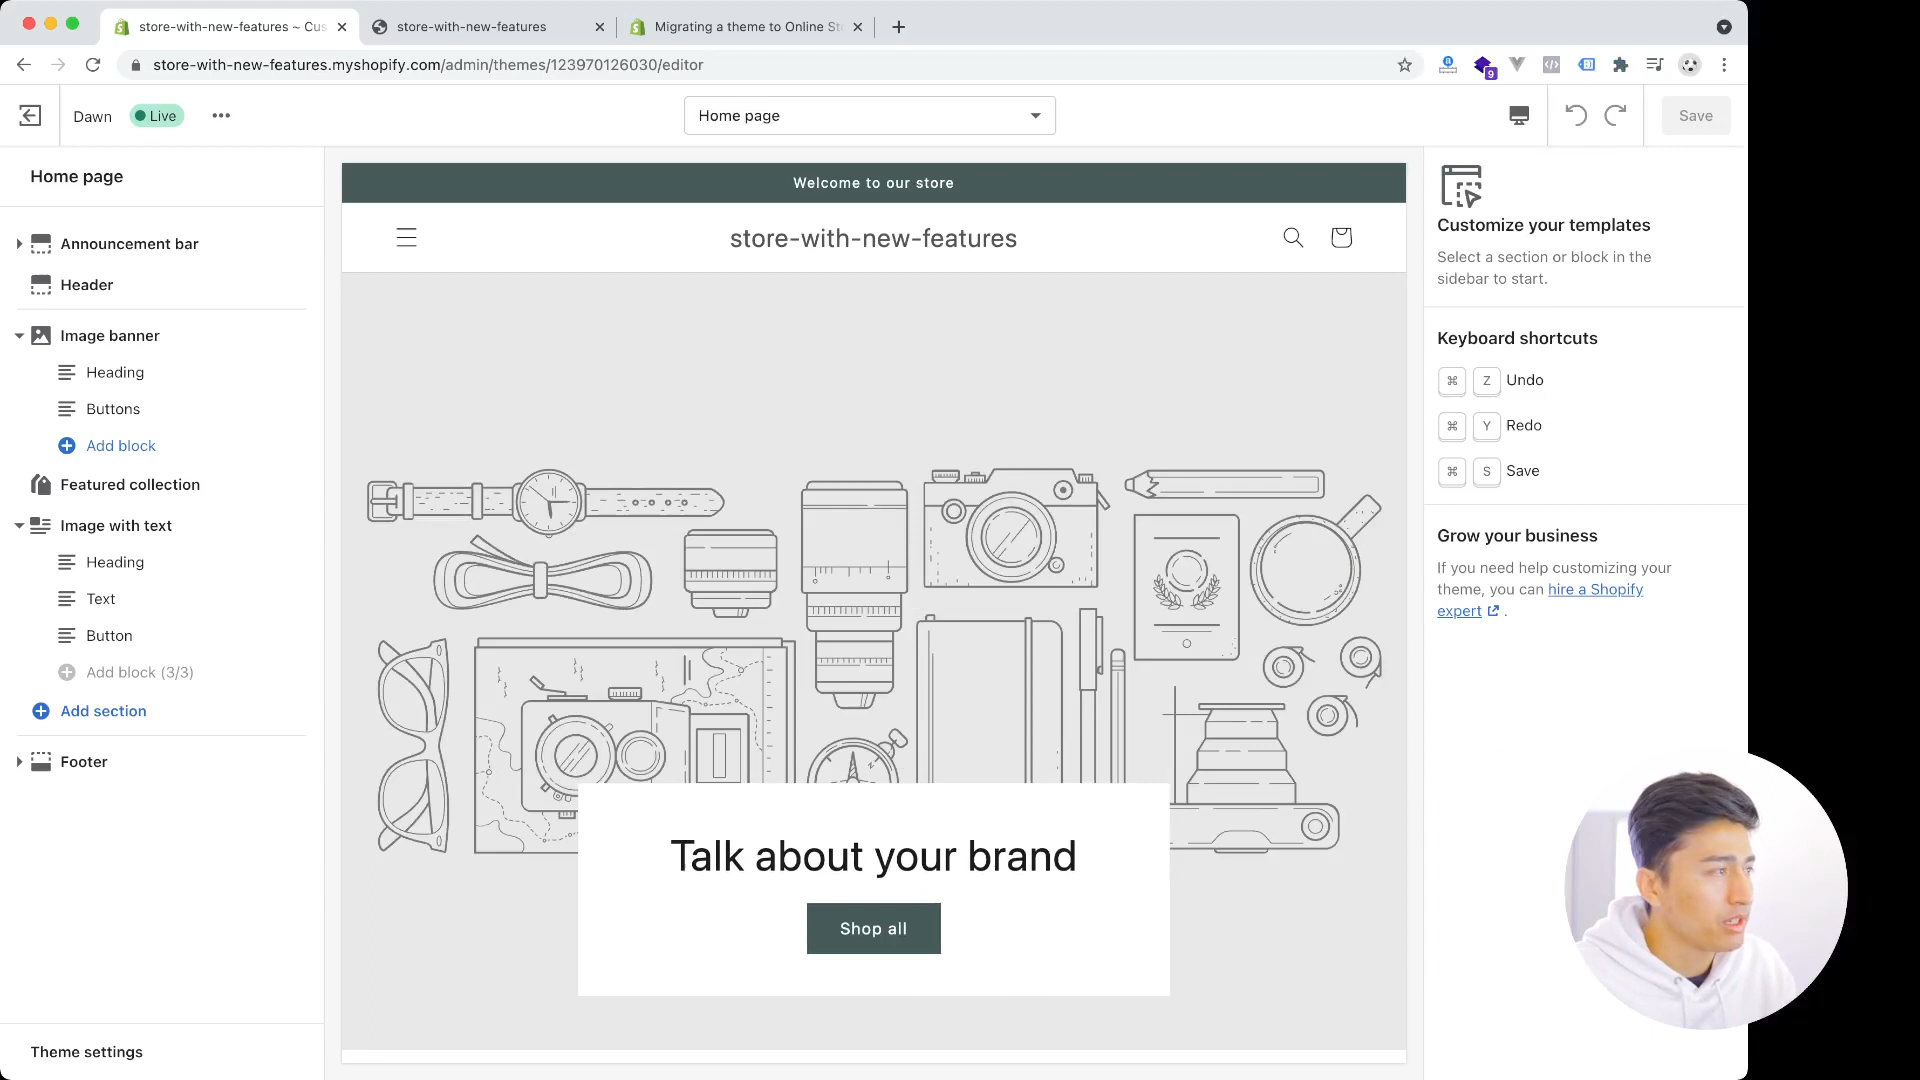 store-with-new-features ~ Cus
store-with-new-features
Migrating a theme to Online St
store-with-new-features.myshopify.com/admin/themes/123970126030/editor
9
Dawn
Live
Home page
Save
Home page
Announcement bar
Header
Image banner
Heading
Buttons
Add block
Featured collection
Image with text
Heading
Text
Button
Add block (3/3)
Add section
Footer
Theme settings
Welcome to our store
store-with-new-features
Talk about your brand
Shop all
Customize your templates
Select a section or block in the
sidebar to start.
Keyboard shortcuts
⌘ Z Undo
⌘ Y Redo
⌘ S Save
Grow your business
If you need help customizing your
theme, you can hire a Shopify
expert .